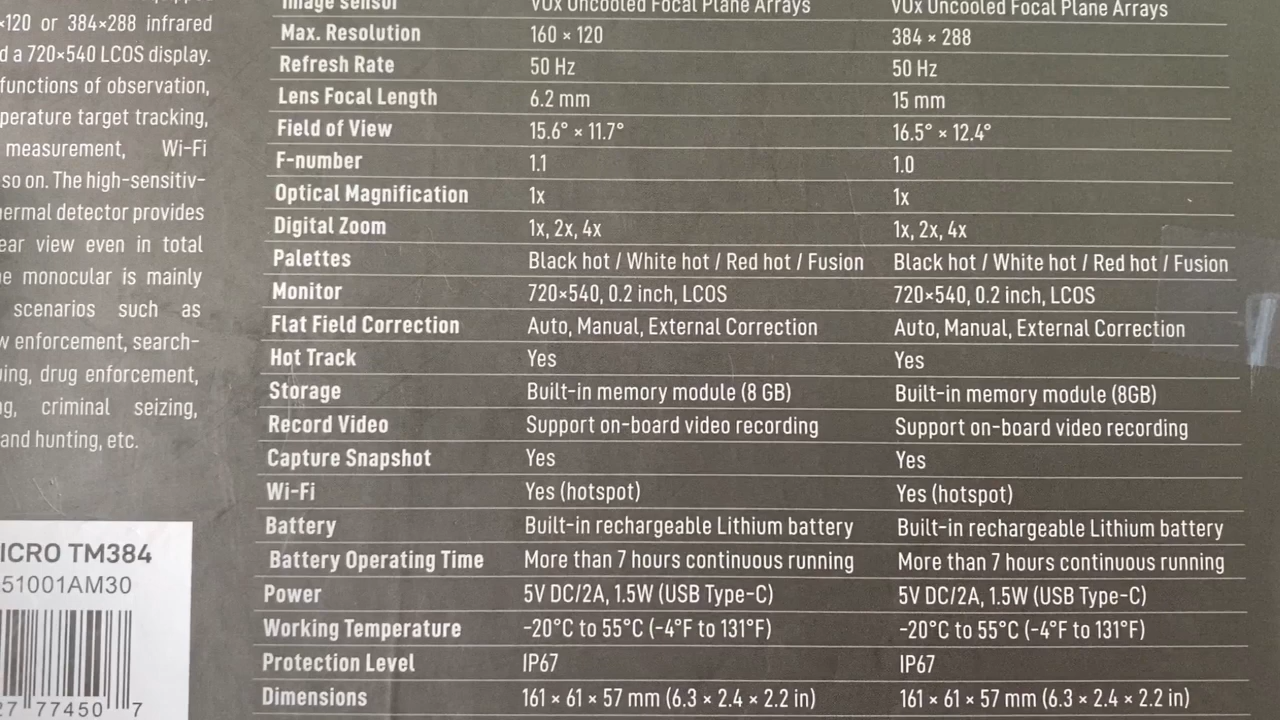 ×120 or 384×288 infrared
d a 720×540 LCOS display.
functions of observation,
perature target tracking,
measurement, Wi-Fi
so on. The high-sensitiv-
ermal detector provides
ear view even in total
e monocular is mainly
scenarios such as
w enforcement, search-
uing, drug enforcement,
g, criminal seizing,
and hunting, etc.
ICRO TM384
51001AM30
27 77450 7
Image sensor VOx Uncooled Focal Plane Arrays VOx Uncooled Focal Plane Arrays
Max. Resolution 160 × 120 384 × 288
Refresh Rate 50 Hz 50 Hz
Lens Focal Length 6.2 mm 15 mm
Field of View 15.6° × 11.7° 16.5° × 12.4°
F-number 1.1 1.0
Optical Magnification 1x 1x
Digital Zoom 1x, 2x, 4x 1x, 2x, 4x
Palettes Black hot / White hot / Red hot / Fusion Black hot / White hot / Red hot / Fusion
Monitor 720×540, 0.2 inch, LCOS 720×540, 0.2 inch, LCOS
Flat Field Correction Auto, Manual, External Correction Auto, Manual, External Correction
Hot Track Yes Yes
Storage Built-in memory module (8 GB) Built-in memory module (8GB)
Record Video Support on-board video recording Support on-board video recording
Capture Snapshot Yes Yes
Wi-Fi Yes (hotspot) Yes (hotspot)
Battery Built-in rechargeable Lithium battery Built-in rechargeable Lithium battery
Battery Operating Time More than 7 hours continuous running More than 7 hours continuous running
Power 5V DC/2A, 1.5W (USB Type-C) 5V DC/2A, 1.5W (USB Type-C)
Working Temperature -20°C to 55°C (-4°F to 131°F) -20°C to 55°C (-4°F to 131°F)
Protection Level IP67 IP67
Dimensions 161 × 61 × 57 mm (6.3 × 2.4 × 2.2 in) 161 × 61 × 57 mm (6.3 × 2.4 × 2.2 in)